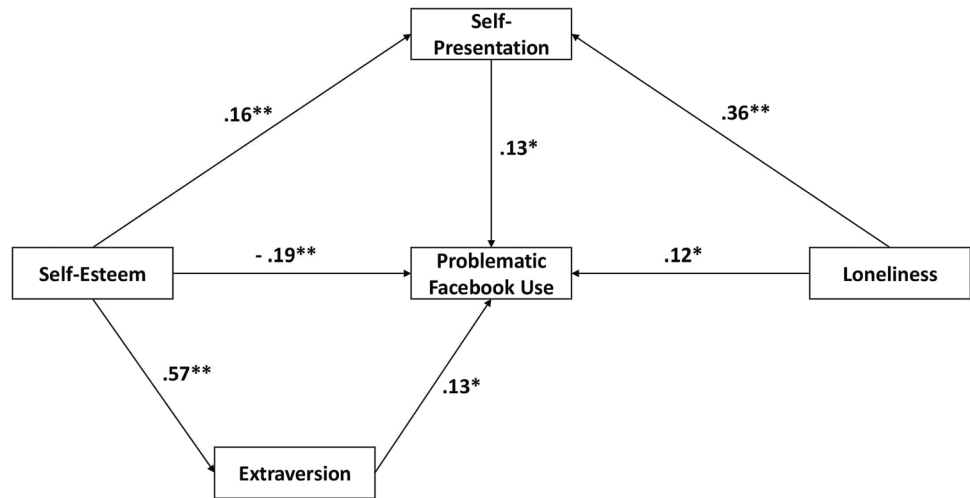 Self-
Presentation
.16**
.36**
.13*
Self-Esteem
- .19**
Problematic
Facebook Use
.12*
Loneliness
.57**
.13*
Extraversion